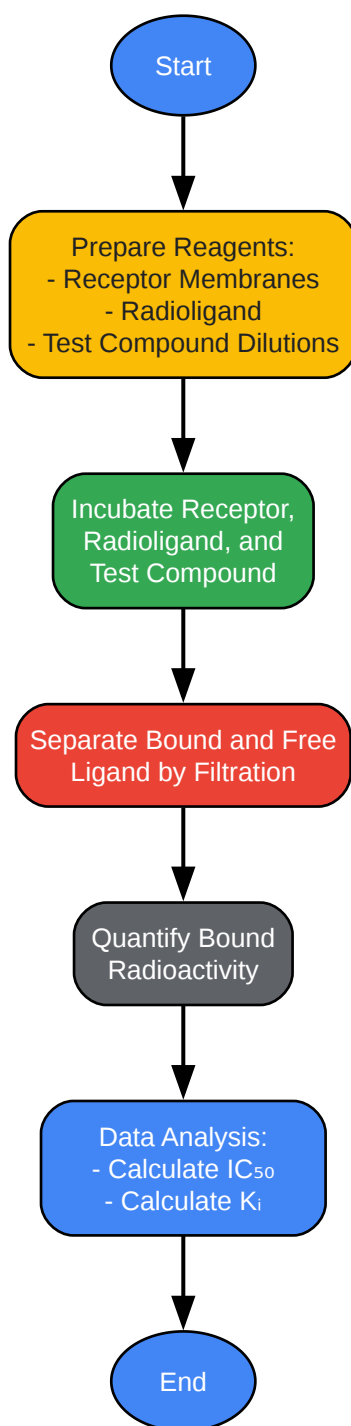 Start
Prepare Reagents:
- Receptor Membranes
- Radioligand
- Test Compound Dilutions
Incubate Receptor,
Radioligand, and
Test Compound
Separate Bound and Free
Ligand by Filtration
Quantify Bound
Radioactivity
Data Analysis:
- Calculate IC₅₀
- Calculate Kᵢ
End